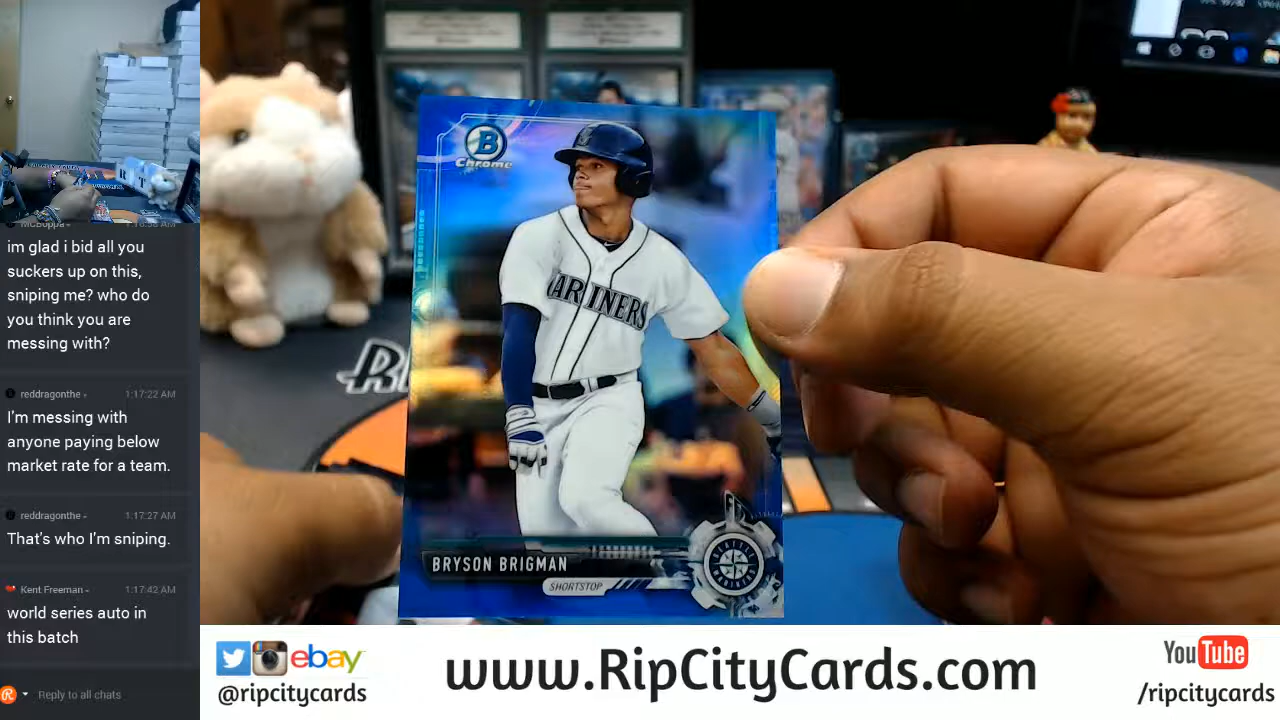 im glad i bid all you
suckers up on this,
sniping me? who do
you think you are
messing with?
reddragonthe
1:17:22 AM
I'm messing with
anyone paying below
market rate for a team.
reddragonthe
1:17:27 AM
That's who I'm sniping.
Kent Freeman
1:17:42 AM
world series auto in
this batch
Reply to all chats
B
Chrome
MARINERS
BRYSON BRIGMAN
SHORTSTOP
SEATTLE
MARINERS
ebay
@ripcitycards
www.RipCityCards.com
YouTube
/ripcitycards